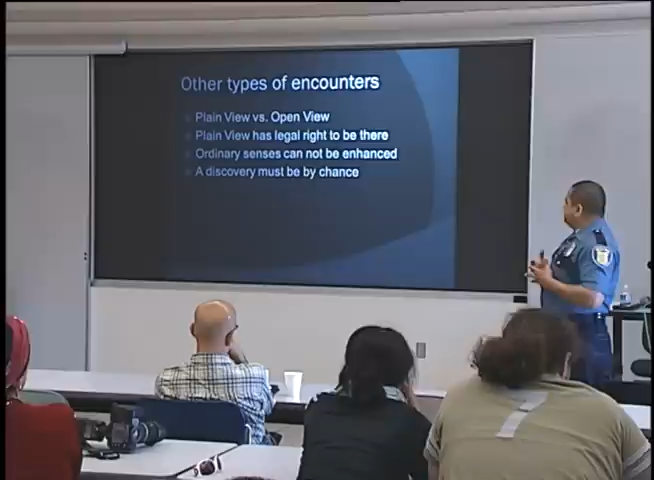 Other types of encounters
Plain View vs. Open View
Plain View has legal right to be there
Ordinary senses can not be enhanced
A discovery must be by chance